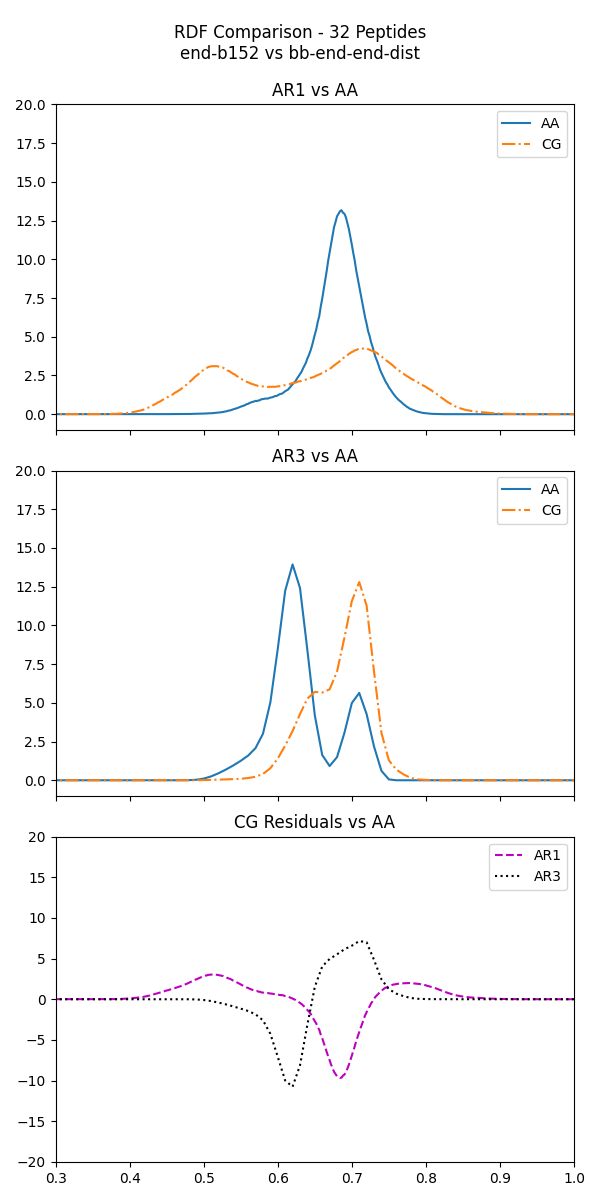 RDF Comparison - 32 Peptides
end-b152 vs bb-end-end-dist
AR1 vs AA
20.0
17.5
15.0
12.5
10.0
7.5
5.0
2.5
0.0
AA
CG
AR3 vs AA
20.0
17.5
15.0
12.5
10.0
7.5
5.0
2.5
0.0
AA
CG
CG Residuals vs AA
20
15
10
5
0
−5
−10
−15
−20
AR1
AR3
0.3 0.4 0.5 0.6 0.7 0.8 0.9 1.0